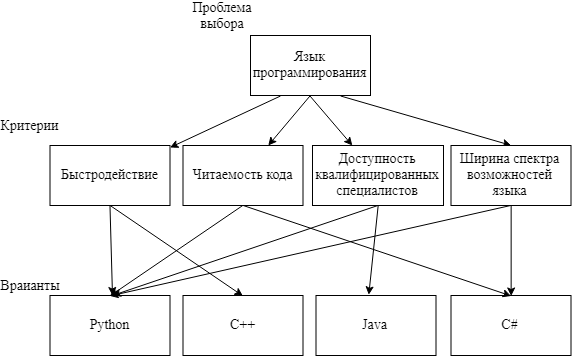 Проблема
выбора
Язык
программирования
Критерии
Быстродействие
Читаемость кода
Доступность
квалифицированных
специалистов
Ширина спектра
возможностей
языка
Враианты
Python
C++
Java
C#